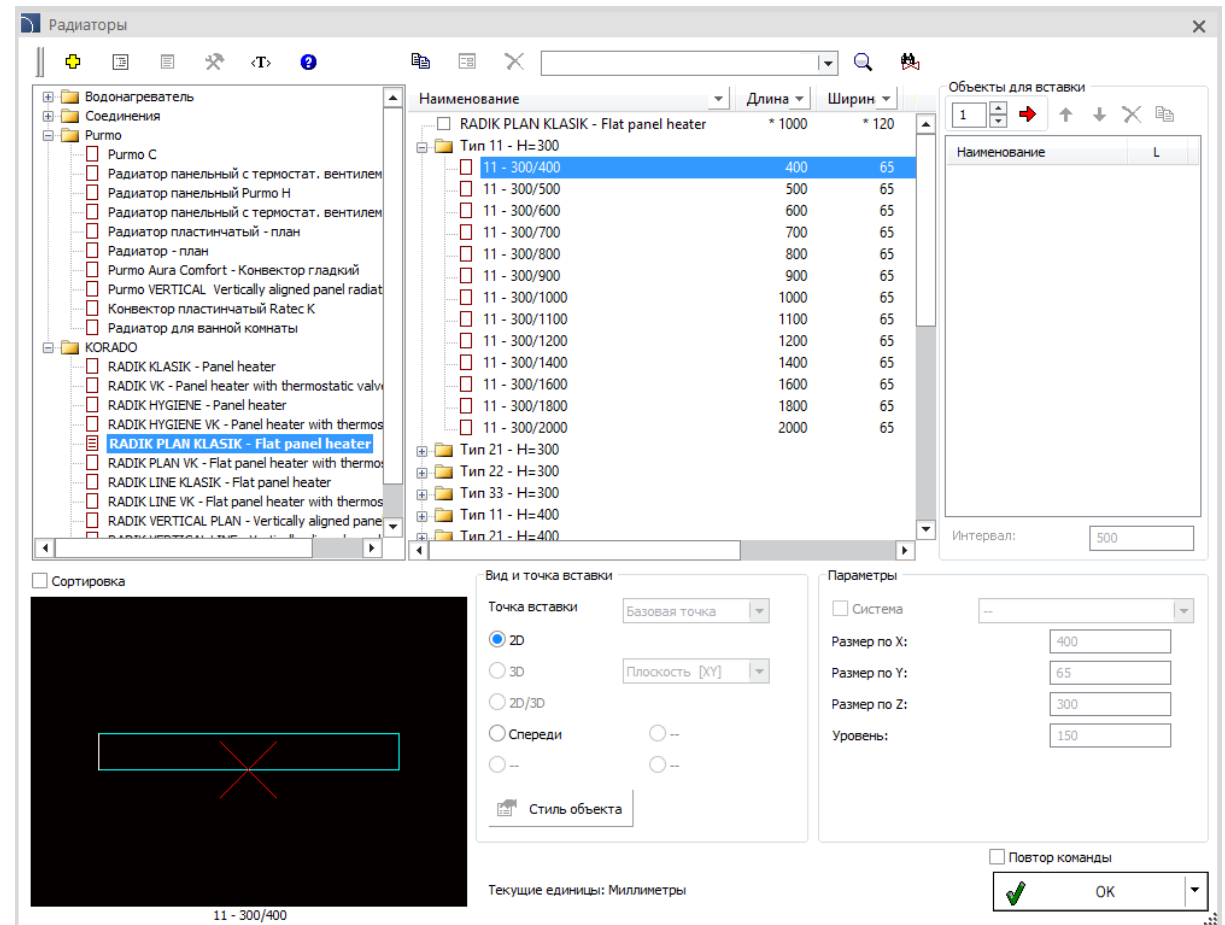 Радиаторы
<T>
Водонагреватель
Соединения
Purmo
Purmo C
Радиатор панельный с термостат. вентилем
Радиатор панельный Purmo H
Радиатор панельный с термостат. вентилем
Радиатор пластинчатый - план
Радиатор - план
Purmo Aura Comfort - Конвектор гладкий
Purmo VERTICAL Vertically aligned panel radiat
Конвектор пластинчатый Ratec K
Радиатор для ванной комнаты
KORADO
RADIK KLASIK - Panel heater
RADIK VK - Panel heater with thermostatic valv
RADIK HYGIENE - Panel heater
RADIK HYGIENE VK - Panel heater with thermos
RADIK PLAN KLASIK - Flat panel heater
RADIK PLAN VK - Flat panel heater with thermos
RADIK LINE KLASIK - Flat panel heater
RADIK LINE VK - Flat panel heater with thermos
RADIK VERTICAL PLAN - Vertically aligned pane
Наименование Длина Ширин
RADIK PLAN KLASIK - Flat panel heater * 1000 * 120
Тип 11 - H=300
11 - 300/400 400 65
11 - 300/500 500 65
11 - 300/600 600 65
11 - 300/700 700 65
11 - 300/800 800 65
11 - 300/900 900 65
11 - 300/1000 1000 65
11 - 300/1100 1100 65
11 - 300/1200 1200 65
11 - 300/1400 1400 65
11 - 300/1600 1600 65
11 - 300/1800 1800 65
11 - 300/2000 2000 65
Тип 21 - H=300
Тип 22 - H=300
Тип 33 - H=300
Тип 11 - H=400
Тип 21 - H=400
Объекты для вставки
1
Наименование L
Интервал: 500
Сортировка
11 - 300/400
Вид и точка вставки
Точка вставки Базовая точка
2D
3D Плоскость [XY]
2D/3D
Спереди --
-- --
Стиль объекта
Параметры
Система --
Размер по X: 400
Размер по Y: 65
Размер по Z: 300
Уровень: 150
Текущие единицы: Миллиметры
Повтор команды
OK